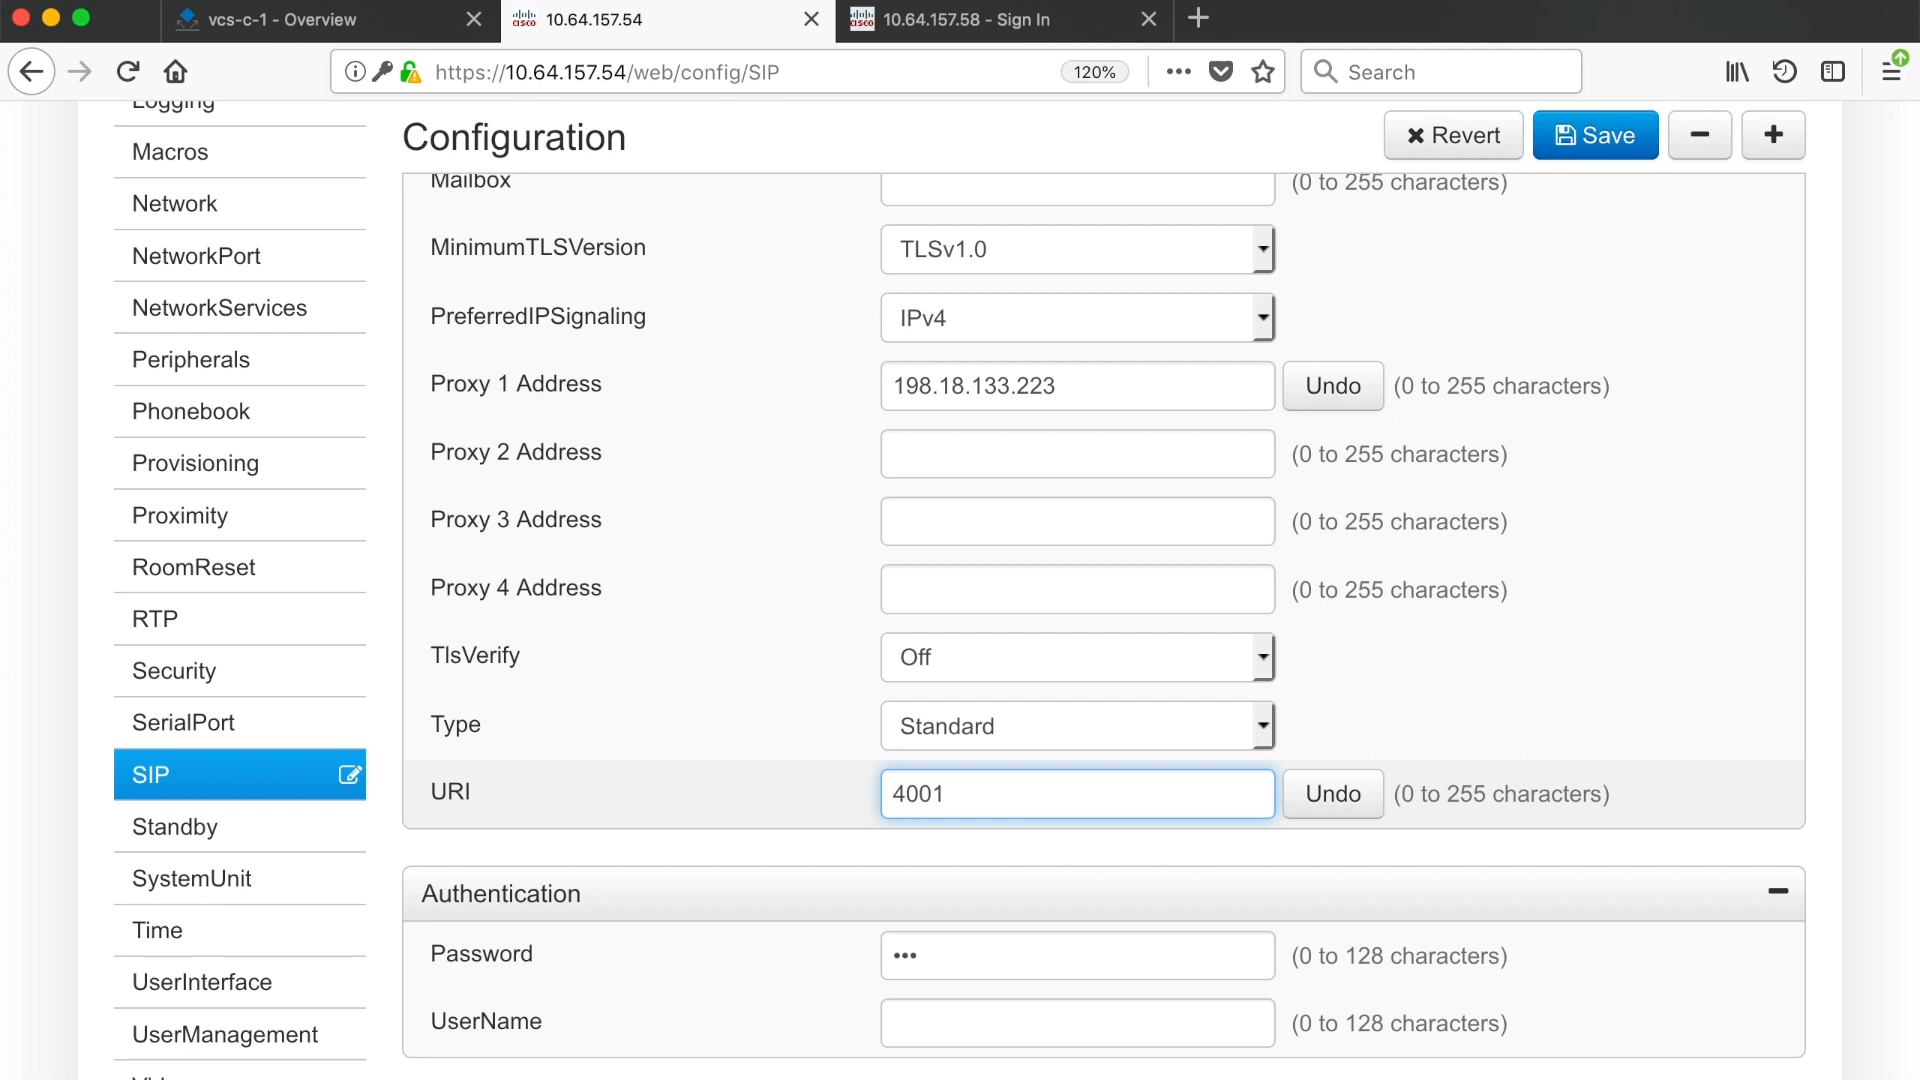 vcs-c-1 - Overview
cisco 10.64.157.54
cisco 10.64.157.58 - Sign In
https://10.64.157.54/web/config/SIP
120%
Search
Logging
Macros
Network
NetworkPort
NetworkServices
Peripherals
Phonebook
Provisioning
Proximity
RoomReset
RTP
Security
SerialPort
SIP
Standby
SystemUnit
Time
UserInterface
UserManagement
Configuration
Revert
Save
Mailbox (0 to 255 characters)
MinimumTLSVersion TLSv1.0
PreferredIPSignaling IPv4
Proxy 1 Address 198.18.133.223 Undo (0 to 255 characters)
Proxy 2 Address (0 to 255 characters)
Proxy 3 Address (0 to 255 characters)
Proxy 4 Address (0 to 255 characters)
TlsVerify Off
Type Standard
URI 4001 Undo (0 to 255 characters)
Authentication
Password ••• (0 to 128 characters)
UserName (0 to 128 characters)